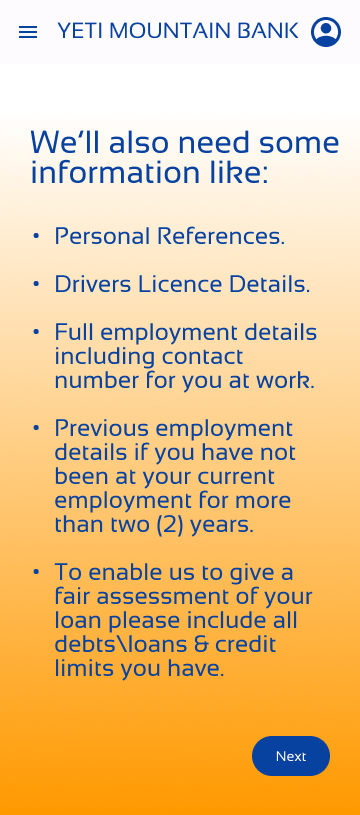 YETI MOUNTAIN BANK
We'll also need some
information like:
• Personal References.
• Drivers Licence Details.
• Full employment details
including contact
number for you at work.
• Previous employment
details if you have not
been at your current
employment for more
than two (2) years.
• To enable us to give a
fair assessment of your
loan please include all
debts\loans & credit
limits you have.
Next